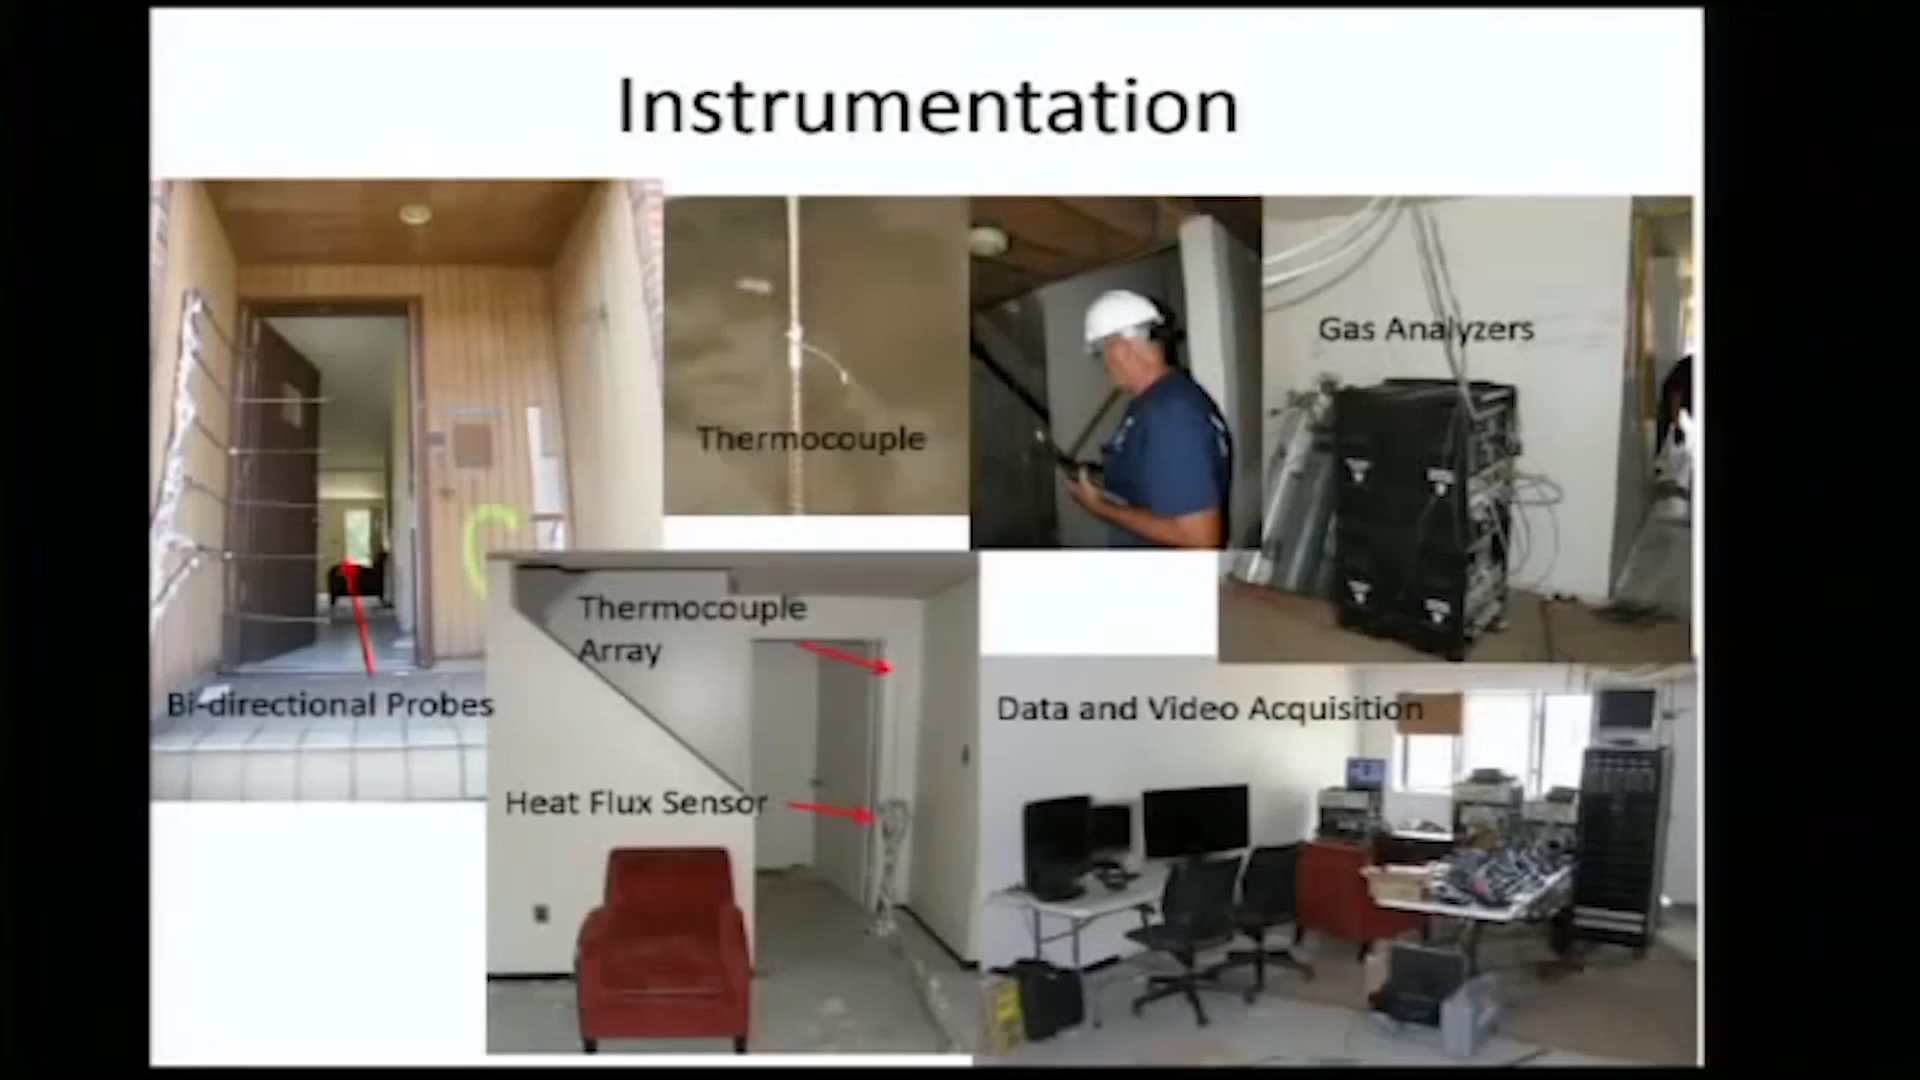 Instrumentation
Thermocouple
Gas Analyzers
Bi-directional Probes
Thermocouple
Array
Heat Flux Sensor
Data and Video Acquisition